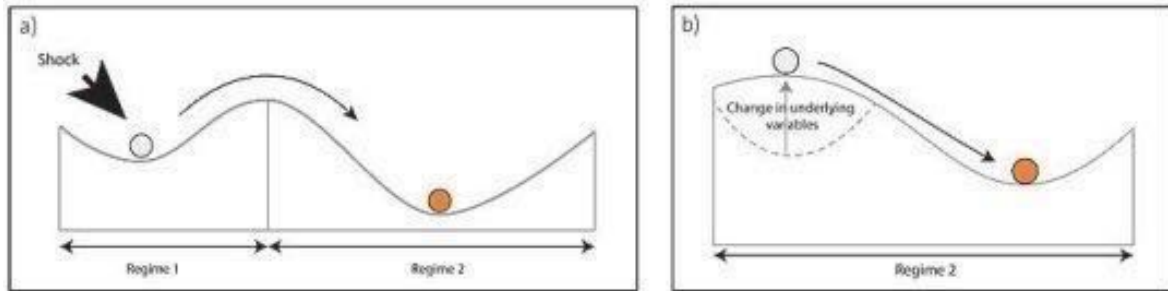 a)
Shock
Regime 1
Regime 2
b)
Change in underlying
variables
Regime 2